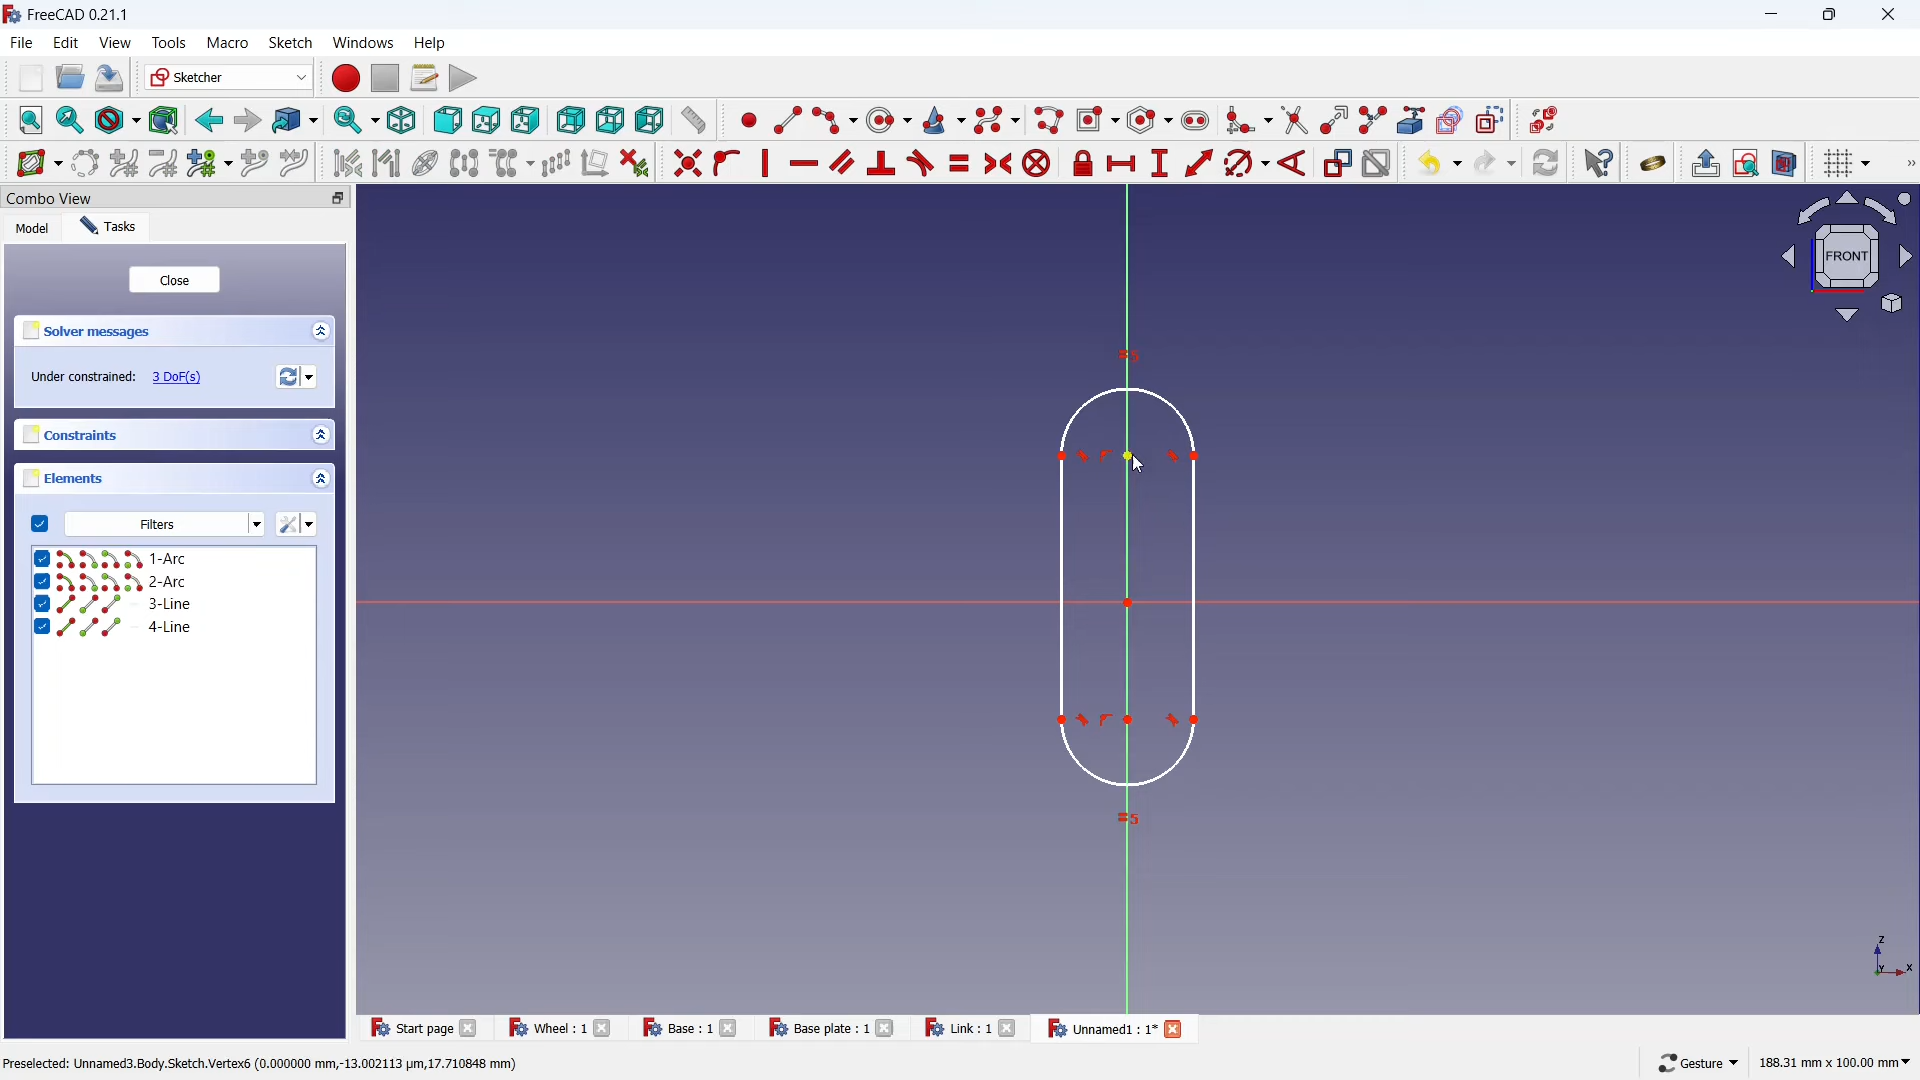 FreeCAD 0.21.1
File Edit View Tools Macro Sketch Windows Help
Sketcher
Combo View
Model Tasks
Close
Solver messages
Under constrained: 3 DoF(s)
Constraints
Elements
Filters
1-Arc
2-Arc
3-Line
4-Line
5
5
FRONT
Z
Y X
Start page Wheel : 1 Base : 1 Base plate : 1 Link : 1 Unnamed1 : 1*
Preselected: Unnamed3.Body.Sketch.Vertex6 (0.000000 mm,-13.002113 µm,17.710848 mm) Gesture 188.31 mm x 100.00 mm